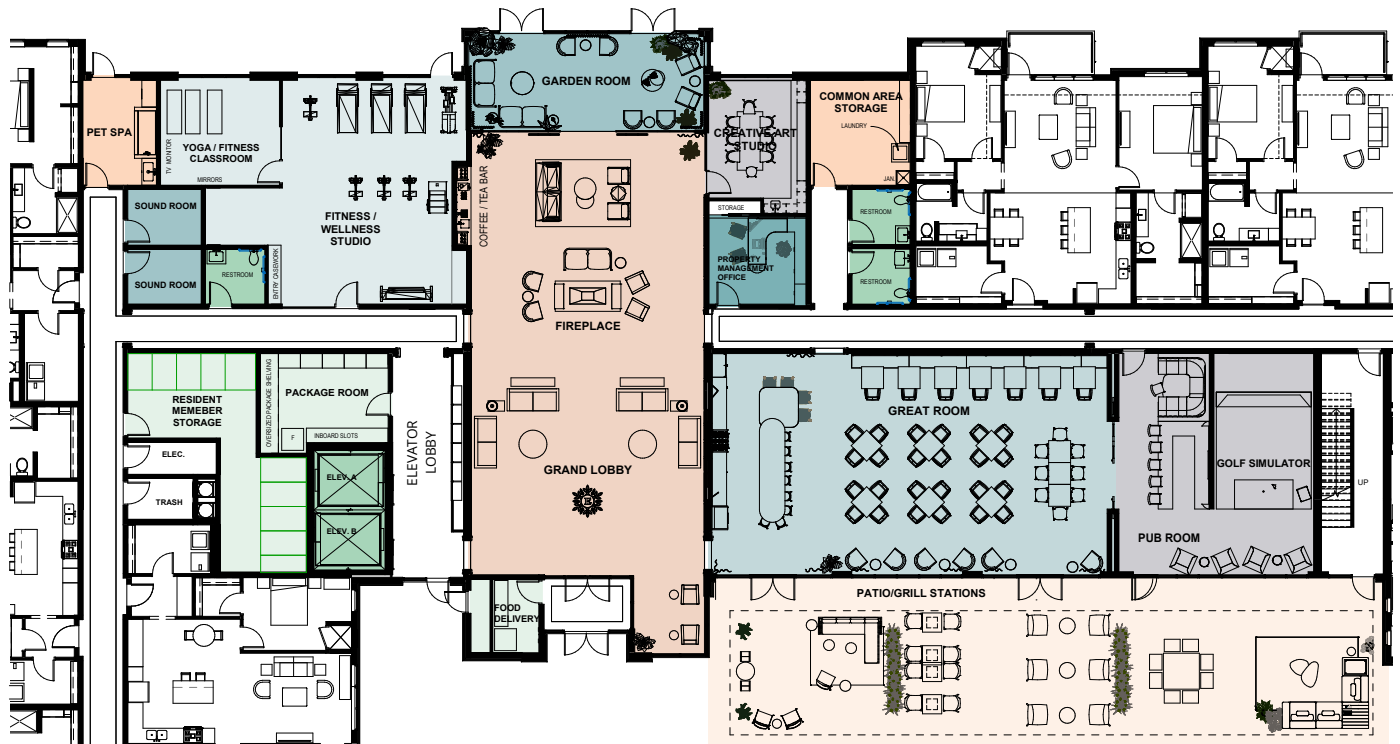 GARDEN ROOM
PET SPA
TV MONITOR
YOGA / FITNESS
CLASSROOM
MIRRORS
COMMON AREA
STORAGE
LAUNDRY
JAN.
CREATIVE ART
STUDIO
STORAGE
SOUND ROOM
SOUND ROOM
RESTROOM
ENTRY CASEWORK
FITNESS /
WELLNESS
STUDIO
COFFEE / TEA BAR
PROPERTY
MANAGEMENT
OFFICE
RESTROOM
RESTROOM
FIREPLACE
RESIDENT
MEMEBER
STORAGE
OVERSIZED PACKAGE SHELVING
PACKAGE ROOM
F
INBOARD SLOTS
ELEC.
TRASH
ELEV. A
ELEV. B
ELEVATOR
LOBBY
GRAND LOBBY
E
GREAT ROOM
GOLF SIMULATOR
UP
PUB ROOM
FOOD
DELIVERY
PATIO/GRILL STATIONS